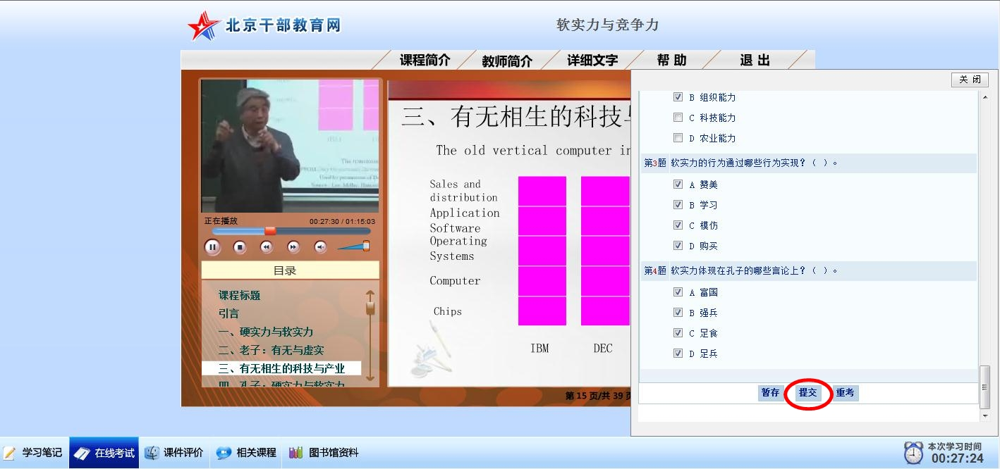 北京干部教育网
软实力与竞争力
课程简介 教师简介 详细文字 帮 助 退 出
关 闭
正在播放 00:27:30 / 01:15:03
目录
课程标题
引言
一、硬实力与软实力
二、老子：有无与虚实
三、有无相生的科技与产业
四、孔子：硬实力与软实力
三、有无相生的科技
The old vertical computer in
Sales and
distribution
Application
Software
Operating
Systems
Computer
Chips
IBM DEC
第 15 页/共 39 页
B 组织能力
C 科技能力
D 农业能力
第3题 软实力的行为通过哪些行为实现？（ ）。
A 赞美
B 学习
C 模仿
D 购买
第4题 软实力体现在孔子的哪些言论上？（ ）。
A 富国
B 强兵
C 足食
D 足兵
暂存 提交 重考
学习笔记 在线考试 课件评价 相关课程 图书馆资料
本次学习时间
00:27:24